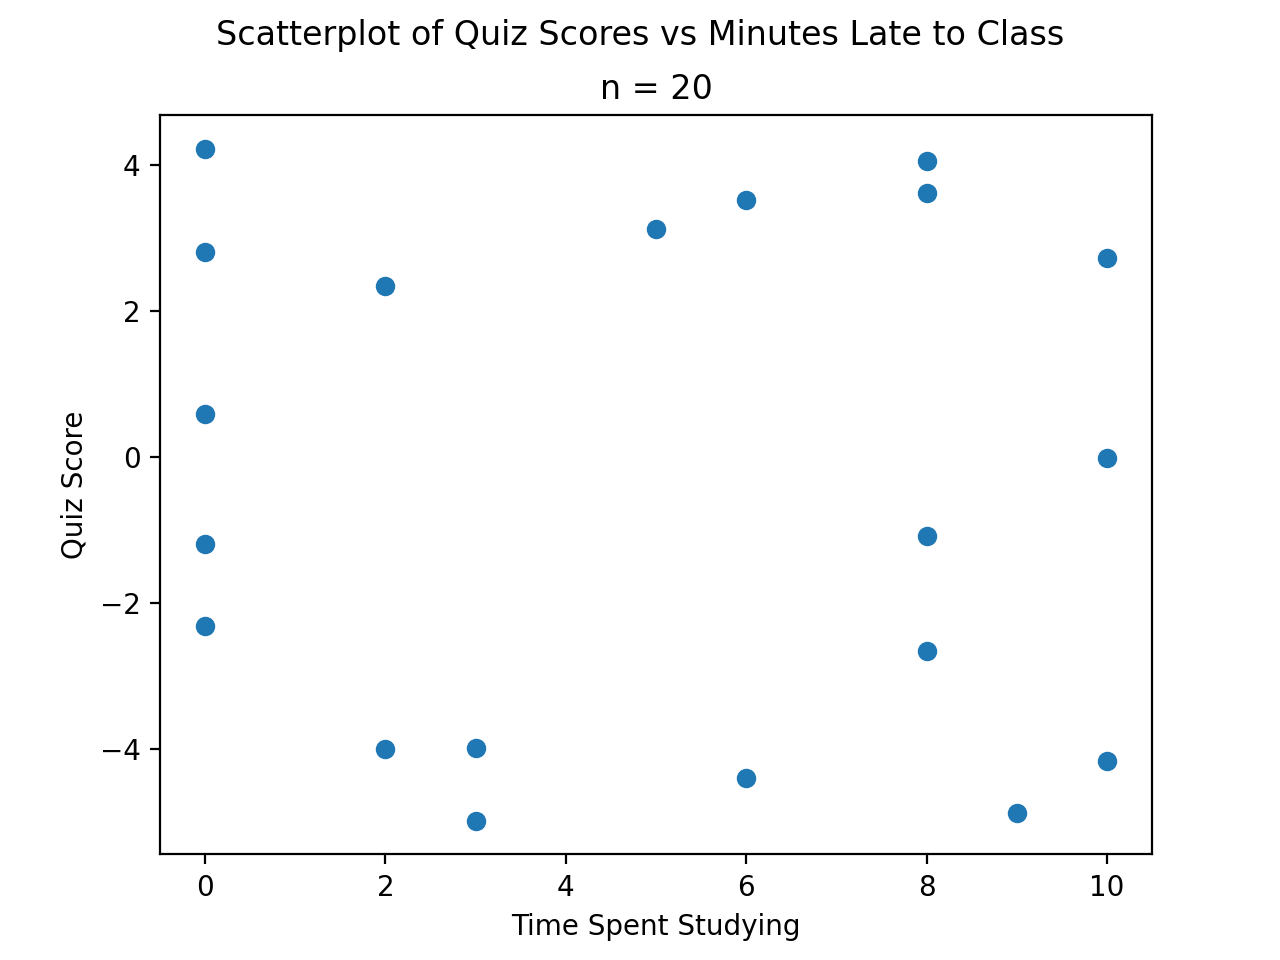 Scatterplot of Quiz Scores vs Minutes Late to Class
n = 20
4
2
0
−2
−4
Quiz Score
0 2 4 6 8 10
Time Spent Studying